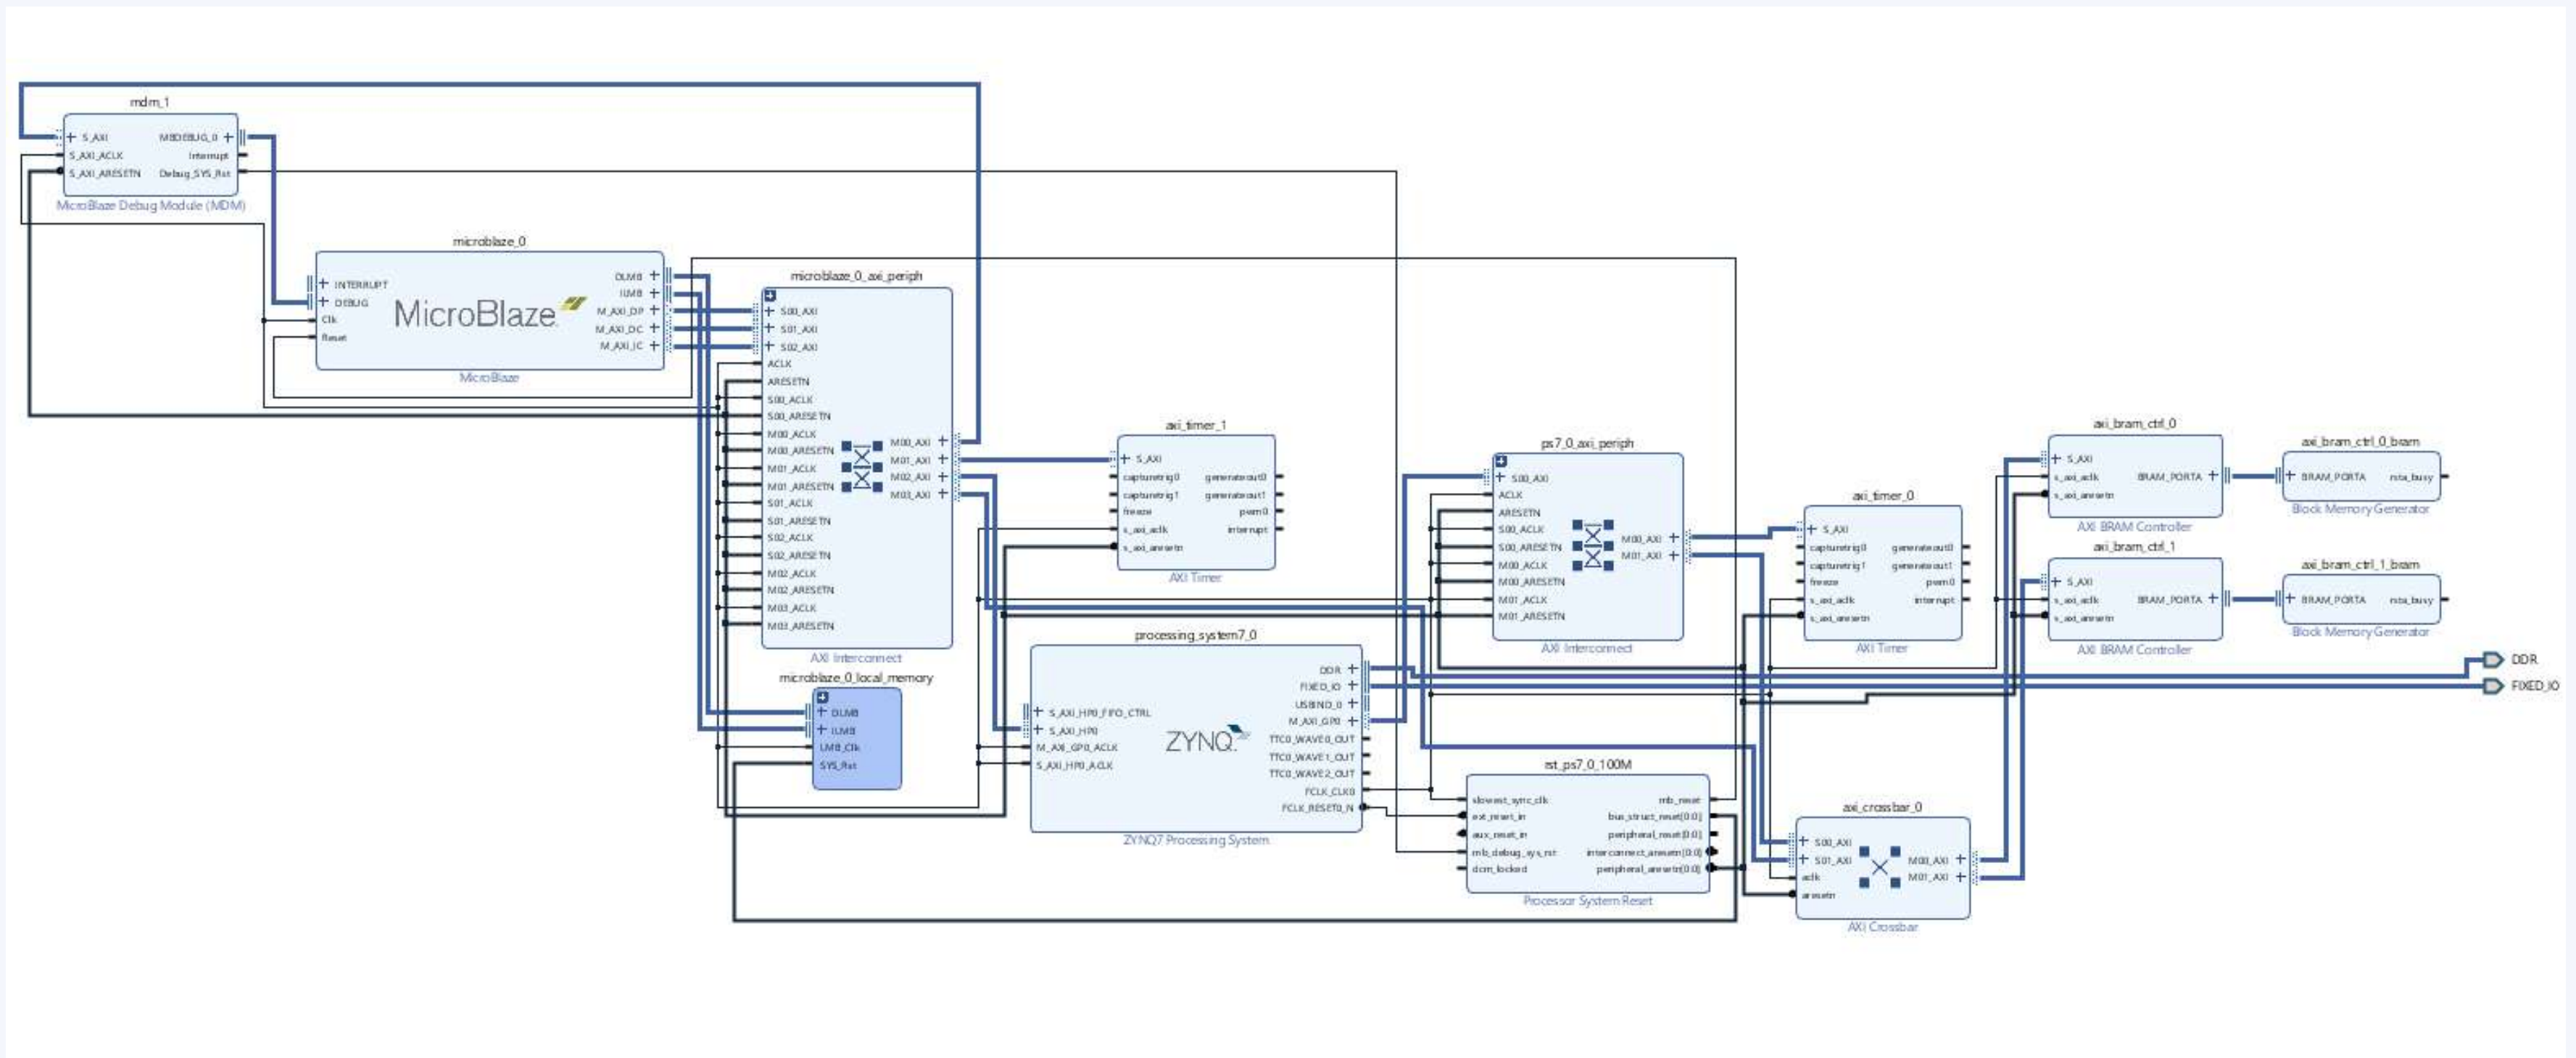 mdm_1
S_AXI
S_AXI_ACLK
S_AXI_ARESETN
MBDEBUG_0
Interrupt
Debug_SYS_Rst
MicroBlaze Debug Module (MDM)
microblaze_0
INTERRUPT
DEBUG
Clk
Reset
MicroBlaze
DLMB
ILMB
M_AXI_DP
M_AXI_DC
M_AXI_IC
MicroBlaze
microblaze_0_axi_periph
S00_AXI
S01_AXI
S02_AXI
ACLK
ARESETN
S00_ACLK
S00_ARESETN
M00_ACLK
M00_ARESETN
M01_ACLK
M01_ARESETN
S01_ACLK
S01_ARESETN
S02_ACLK
S02_ARESETN
M02_ACLK
M02_ARESETN
M03_ACLK
M03_ARESETN
M00_AXI
M01_AXI
M02_AXI
M03_AXI
AXI Interconnect
microblaze_0_local_memory
DLMB
ILMB
LMB_Clk
SYS_Rst
axi_timer_1
S_AXI
capturetrig0
capturetrig1
freeze
s_axi_aclk
s_axi_aresetn
generateout0
generateout1
pwm0
interrupt
AXI Timer
processing_system7_0
S_AXI_HP0_FIFO_CTRL
S_AXI_HP0
M_AXI_GP0_ACLK
S_AXI_HP0_ACLK
ZYNQ
DDR
FIXED_IO
USBIND_0
M_AXI_GP0
TTC0_WAVE0_OUT
TTC0_WAVE1_OUT
TTC0_WAVE2_OUT
FCLK_CLK0
FCLK_RESET0_N
ZYNQ7 Processing System
ps7_0_axi_periph
S00_AXI
ACLK
ARESETN
S00_ACLK
S00_ARESETN
M00_ACLK
M00_ARESETN
M01_ACLK
M01_ARESETN
M00_AXI
M01_AXI
AXI Interconnect
rst_ps7_0_100M
slowest_sync_clk
ext_reset_in
aux_reset_in
mb_debug_sys_rst
dcm_locked
mb_reset
bus_struct_reset[0:0]
peripheral_reset[0:0]
interconnect_aresetn[0:0]
peripheral_aresetn[0:0]
Processor System Reset
axi_timer_0
S_AXI
capturetrig0
capturetrig1
freeze
s_axi_aclk
s_axi_aresetn
generateout0
generateout1
pwm0
interrupt
AXI Timer
axi_crossbar_0
S00_AXI
S01_AXI
aclk
aresetn
M00_AXI
M01_AXI
AXI Crossbar
axi_bram_ctrl_0
S_AXI
s_axi_aclk
s_axi_aresetn
BRAM_PORTA
AXI BRAM Controller
axi_bram_ctrl_0_bram
BRAM_PORTA
rsta_busy
Block Memory Generator
axi_bram_ctrl_1
S_AXI
s_axi_aclk
s_axi_aresetn
BRAM_PORTA
AXI BRAM Controller
axi_bram_ctrl_1_bram
BRAM_PORTA
rsta_busy
Block Memory Generator
DDR
FIXED_IO